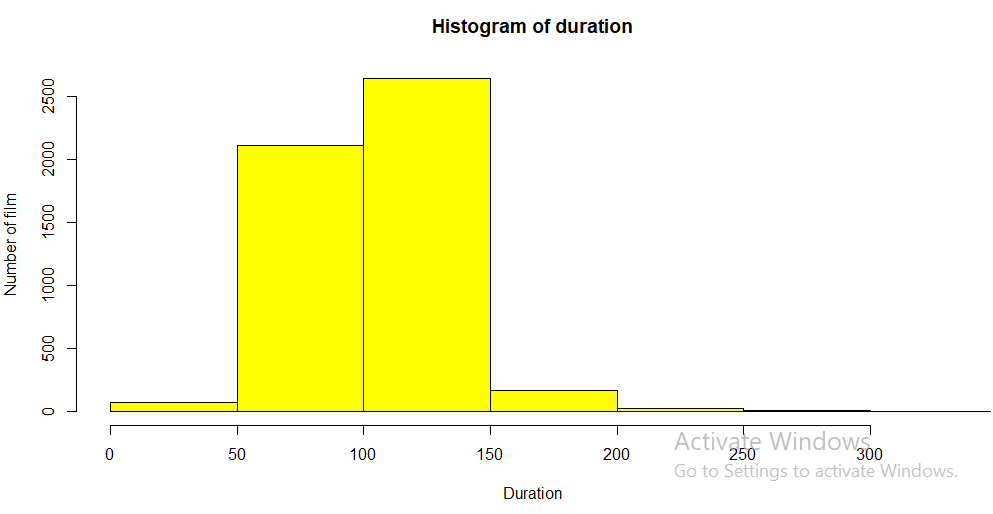 Histogram of duration
Number of film
2500
2000
1500
1000
500
0
0 50 100 150 200 250 300
Duration
Activate Windows
Go to Settings to activate Windows.